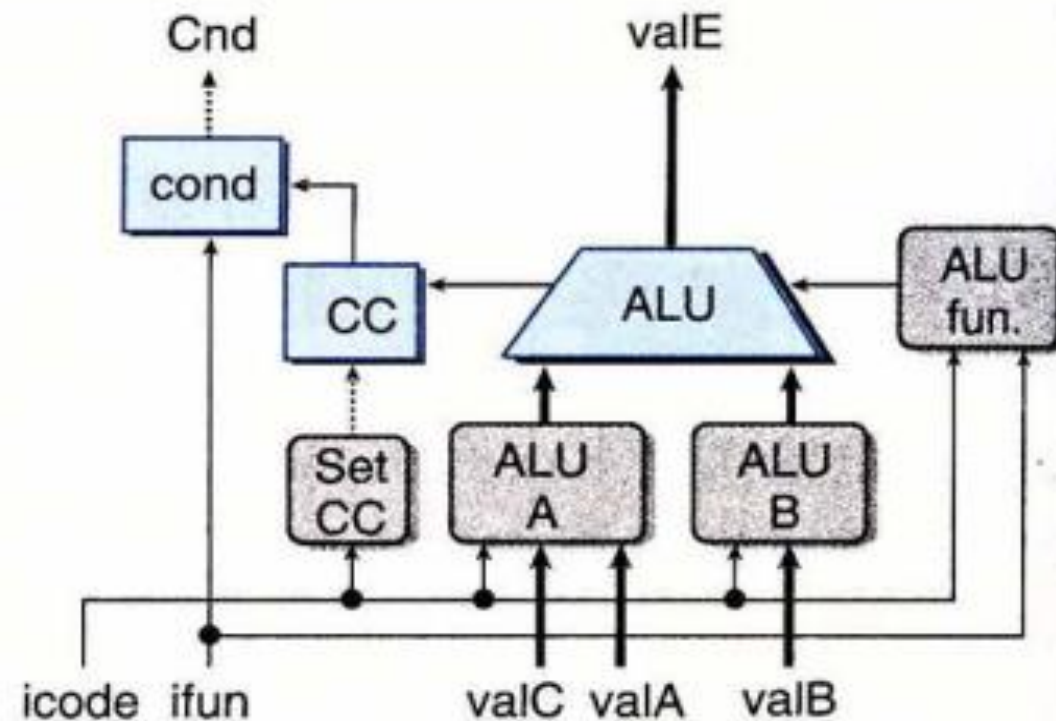 Cnd
valE
cond
CC
ALU
ALU
fun.
Set
CC
ALU
A
ALU
B
icode
ifun
valC
valA
valB